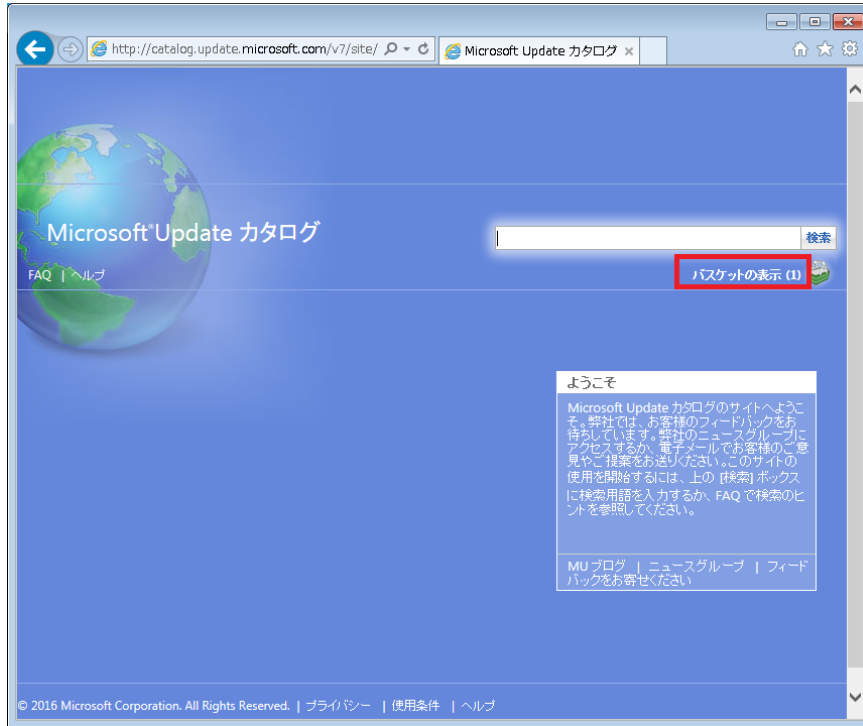 http://catalog.update.microsoft.com/v7/site/
Microsoft Update カタログ
Microsoft®Update カタログ
検索
FAQ | ヘルプ
バスケットの表示 (1)
ようこそ
Microsoft Update カタログのサイトへようこ
そ。弊社では、お客様のフィードバックをお
待ちしています。弊社のニュースグループに
アクセスするか、電子メールでお客様のご意
見やご提案をお送りください。このサイトの
使用を開始するには、上の [検索] ボックス
に検索用語を入力するか、FAQ で検索のヒ
ントを参照してください。
MU ブログ | ニュースグループ | フィード
バックをお寄せください
© 2016 Microsoft Corporation. All Rights Reserved. | プライバシー | 使用条件 | ヘルプ